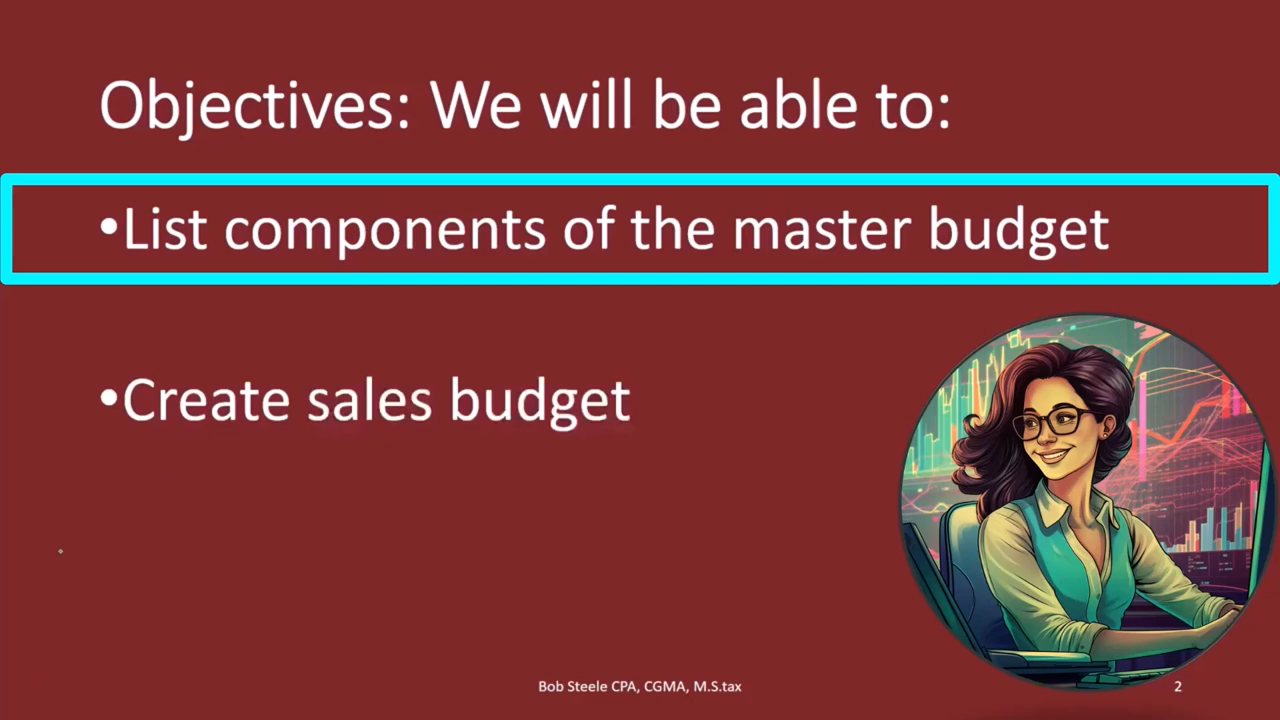 Objectives: We will be able to:
•List components of the master budget
•Create sales budget
Bob Steele CPA, CGMA, M.S.tax
2